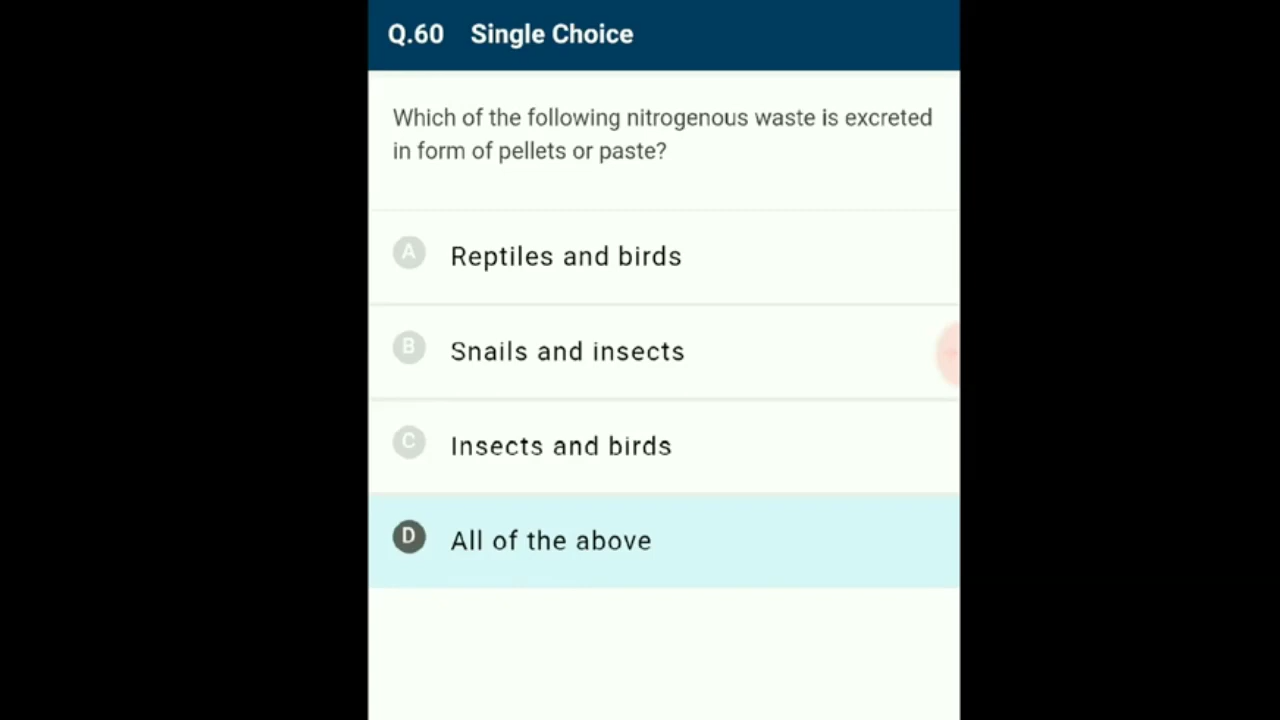 Q.60 Single Choice
Which of the following nitrogenous waste is excreted
in form of pellets or paste?
A Reptiles and birds
B Snails and insects
C Insects and birds
D All of the above